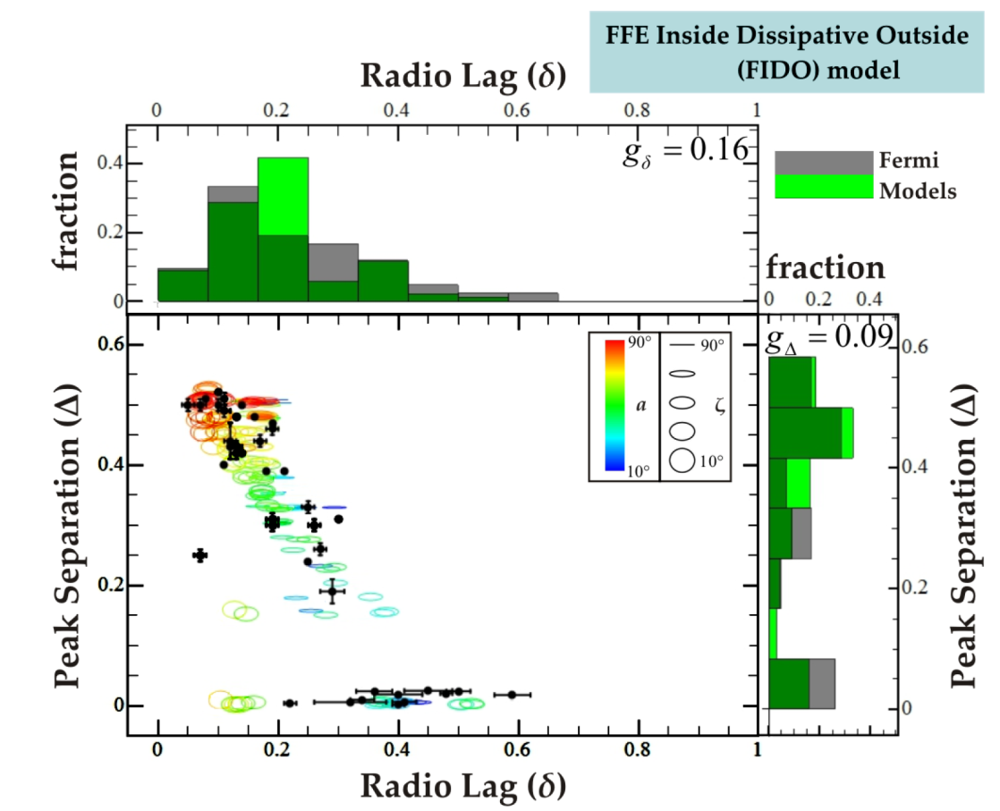 FFE Inside Dissipative Outside
(FIDO) model
Radio Lag (δ)
0 0.2 0.4 0.6 0.8 1
fraction
0.4
0.2
0
g_δ = 0.16
Fermi
Models
fraction
0 0.2 0.4
g_Δ = 0.09
Peak Separation (Δ)
0.6
0.4
0.2
0
90°
a
10°
90°
ζ
10°
0.6
0.4
0.2
0
Peak Separation (Δ)
0 0.2 0.4 0.6 0.8 1
Radio Lag (δ)